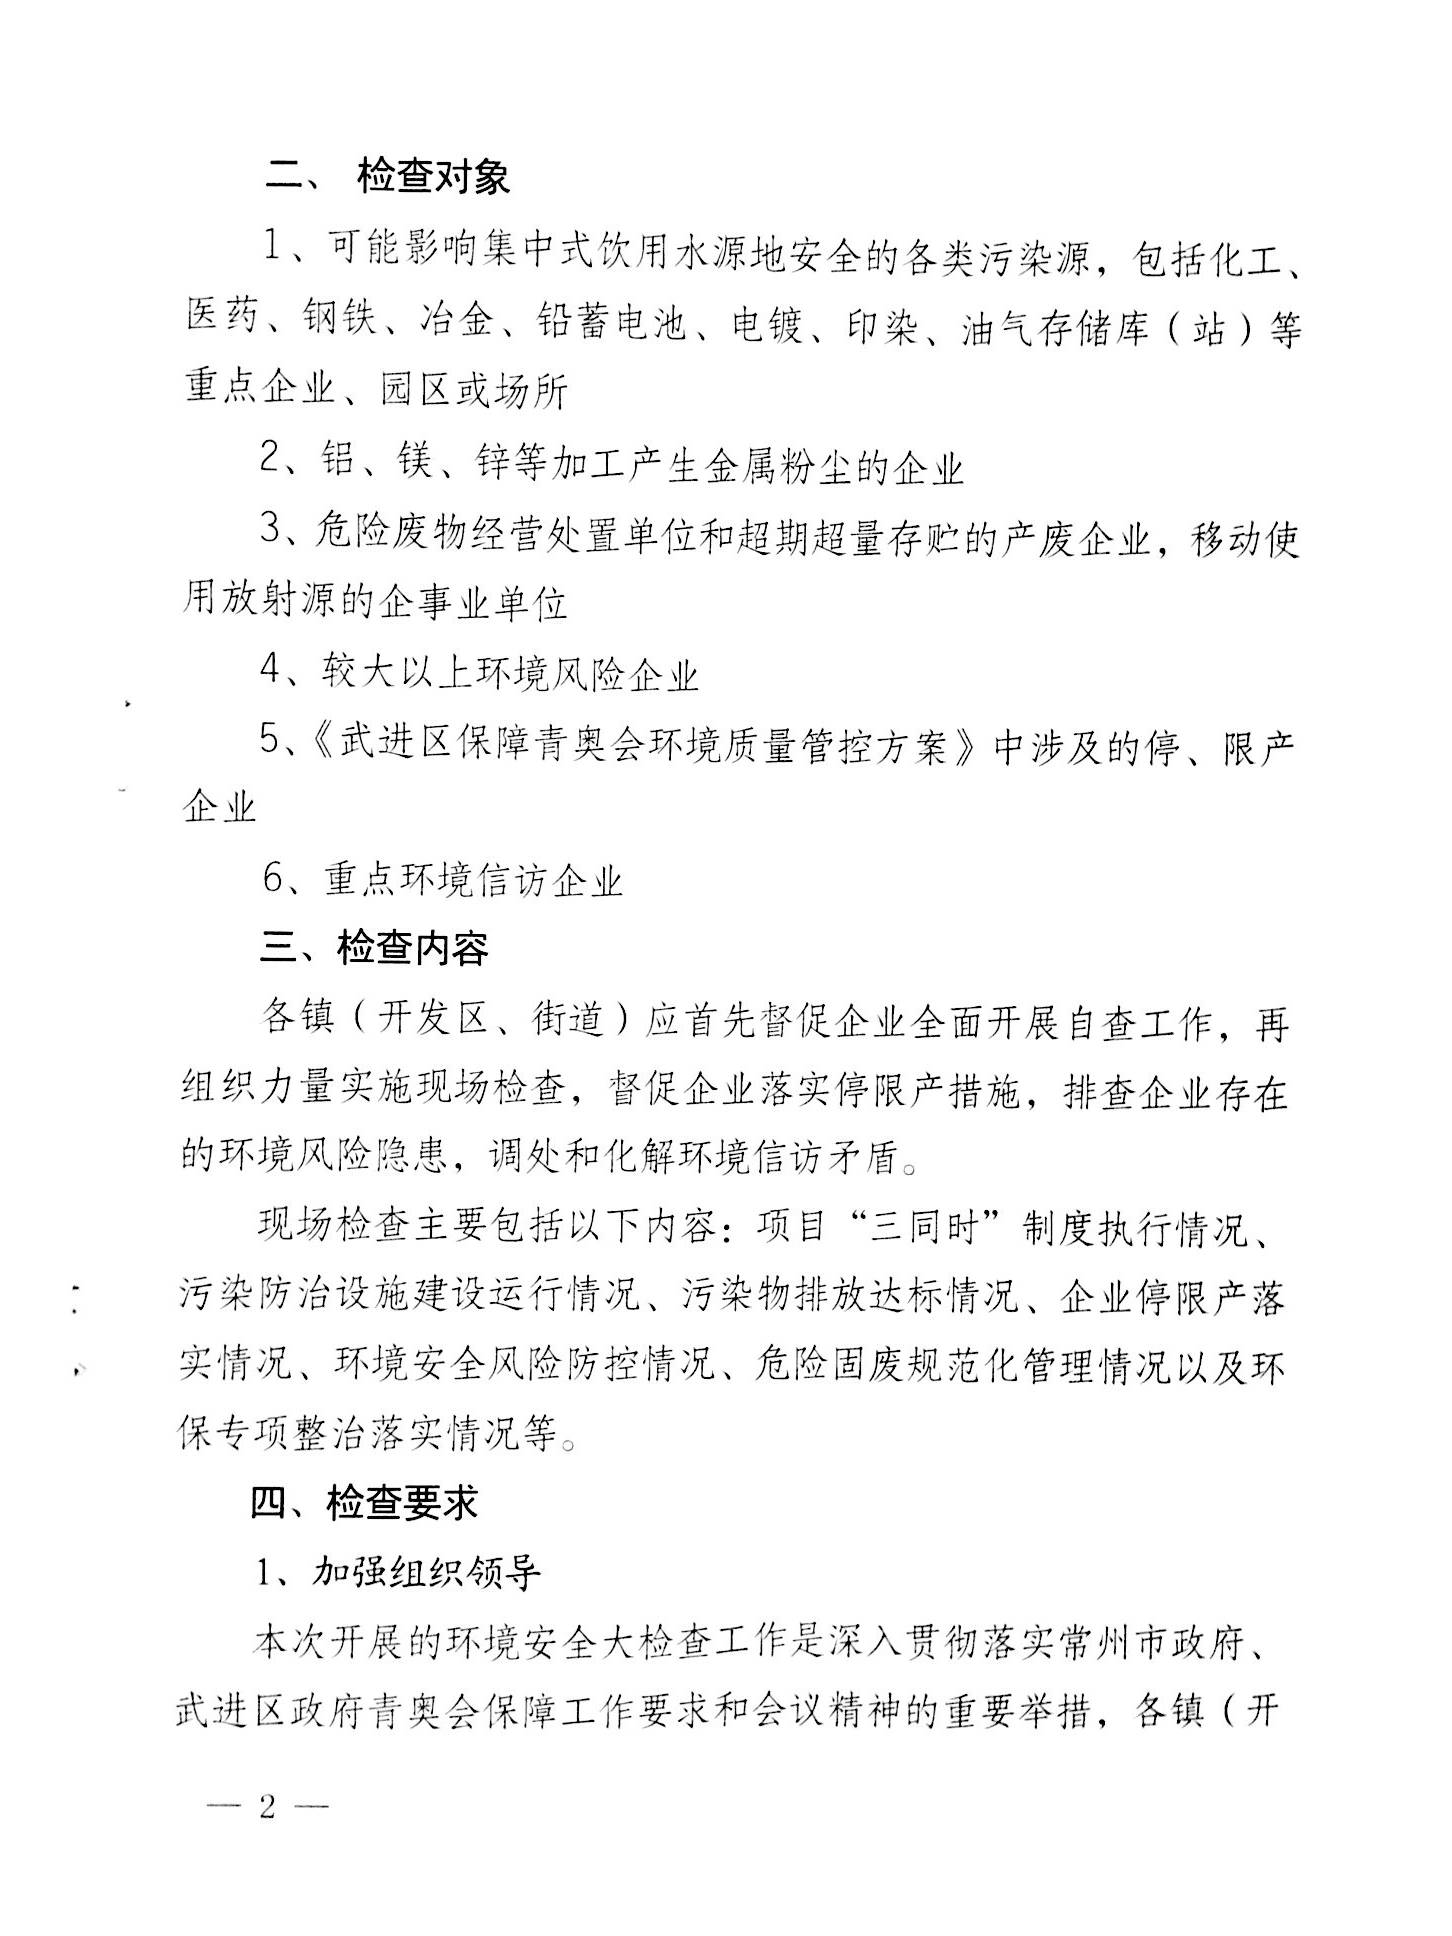 二、 检查对象
1、可能影响集中式饮用水源地安全的各类污染源，包括化工、
医药、钢铁、冶金、铅蓄电池、电镀、印染、油气存储库（站）等
重点企业、园区或场所
2、铝、镁、锌等加工产生金属粉尘的企业
3、危险废物经营处置单位和超期超量存贮的产废企业，移动使
用放射源的企事业单位
4、较大以上环境风险企业
5、《武进区保障青奥会环境质量管控方案》中涉及的停、限产
企业
6、重点环境信访企业
三、检查内容
各镇（开发区、街道）应首先督促企业全面开展自查工作，再
组织力量实施现场检查，督促企业落实停限产措施，排查企业存在
的环境风险隐患，调处和化解环境信访矛盾。
现场检查主要包括以下内容：项目“三同时”制度执行情况、
污染防治设施建设运行情况、污染物排放达标情况、企业停限产落
实情况、环境安全风险防控情况、危险固废规范化管理情况以及环
保专项整治落实情况等。
四、检查要求
1、加强组织领导
本次开展的环境安全大检查工作是深入贯彻落实常州市政府、
武进区政府青奥会保障工作要求和会议精神的重要举措，各镇（开
— 2 —